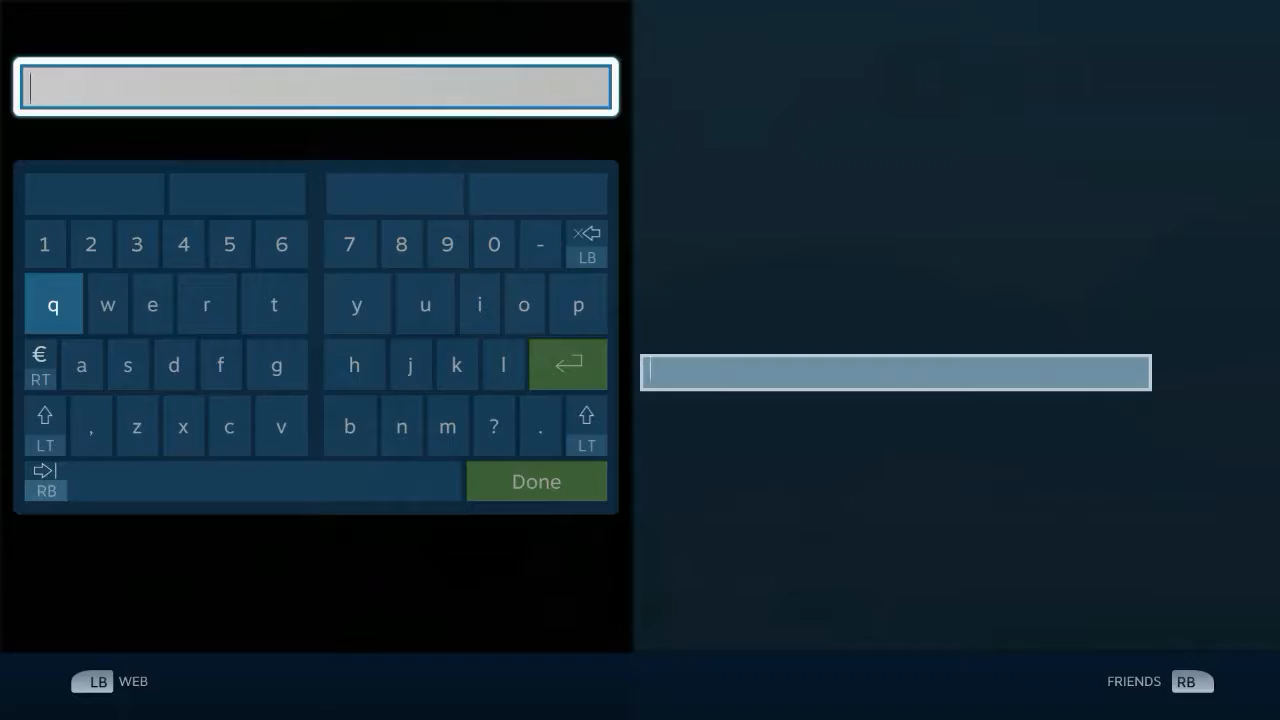 1 2 3 4 5 6 7 8 9 0 - LB
q w e r t y u i o p
€ RT a s d f g h j k l
LT , z x c v b n m ? . LT
RB Done
LB WEB FRIENDS RB